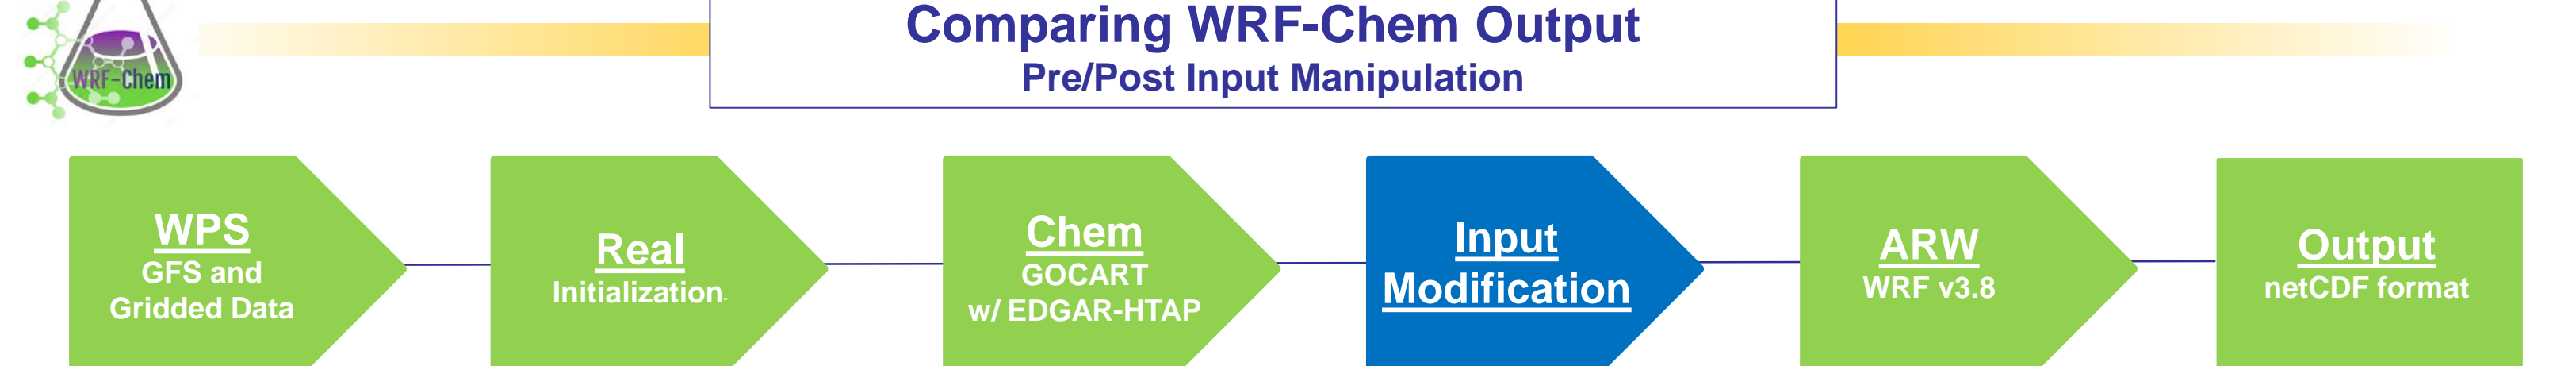 Comparing WRF-Chem Output
Pre/Post Input Manipulation
WRF-Chem
WPS
GFS and
Gridded Data
Real
Initialization-
Chem
GOCART
w/ EDGAR-HTAP
Input
Modification
ARW
WRF v3.8
Output
netCDF format